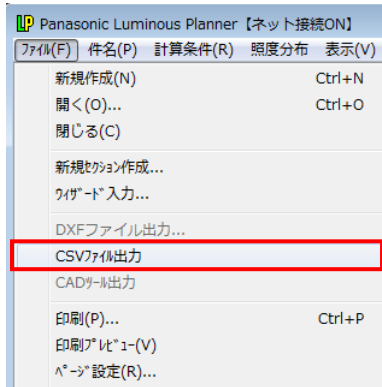 Panasonic Luminous Planner【ネット接続ON】
ﾌｧｲﾙ(F) 件名(P) 計算条件(R) 照度分布 表示(V)
新規作成(N) Ctrl+N
開く(O)... Ctrl+O
閉じる(C)
新規ｾｸｼｮﾝ作成...
ｳｨｻﾞｰﾄﾞ入力...
DXFファイル出力...
CSVﾌｧｲﾙ出力
CADﾂｰﾙ出力
印刷(P)... Ctrl+P
印刷ﾌﾟﾚﾋﾞｭｰ(V)
ﾍﾟｰｼﾞ設定(R)...